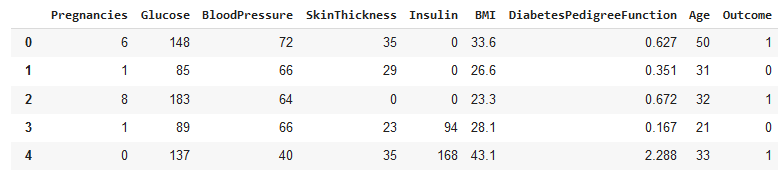 Pregnancies Glucose BloodPressure SkinThickness Insulin BMI DiabetesPedigreeFunction Age Outcome
0 6 148 72 35 0 33.6 0.627 50 1
1 1 85 66 29 0 26.6 0.351 31 0
2 8 183 64 0 0 23.3 0.672 32 1
3 1 89 66 23 94 28.1 0.167 21 0
4 0 137 40 35 168 43.1 2.288 33 1